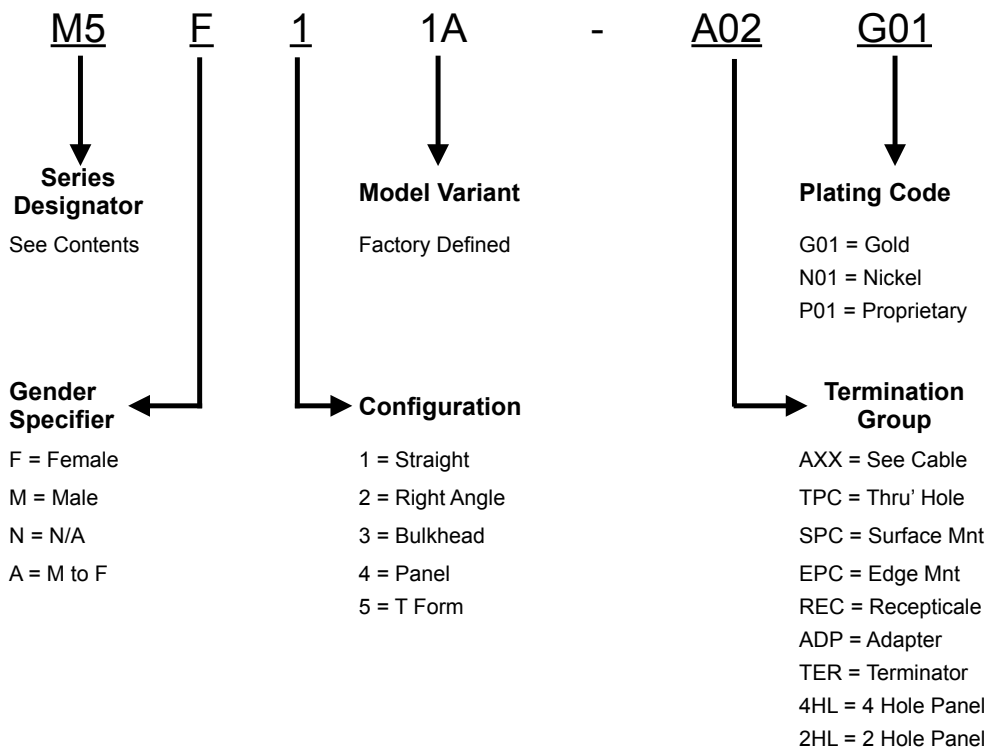 M5 F 1 1A - A02 G01
Series
Designator
See Contents
Model Variant
Factory Defined
Plating Code
G01 = Gold
N01 = Nickel
P01 = Proprietary
Gender
Specifier
F = Female
M = Male
N = N/A
A = M to F
Configuration
1 = Straight
2 = Right Angle
3 = Bulkhead
4 = Panel
5 = T Form
Termination
Group
AXX = See Cable
TPC = Thru’ Hole
SPC = Surface Mnt
EPC = Edge Mnt
REC = Recepticale
ADP = Adapter
TER = Terminator
4HL = 4 Hole Panel
2HL = 2 Hole Panel